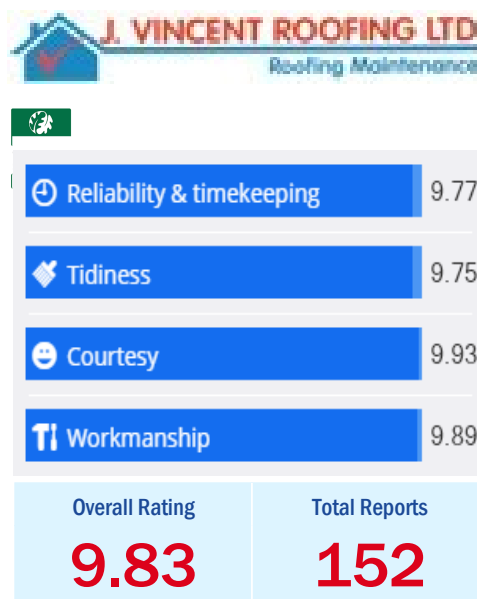 J. VINCENT ROOFING LTD
Roofing Maintenance
Reliability & timekeeping 9.77
Tidiness 9.75
Courtesy 9.93
Workmanship 9.89
Overall Rating Total Reports
9.83 152